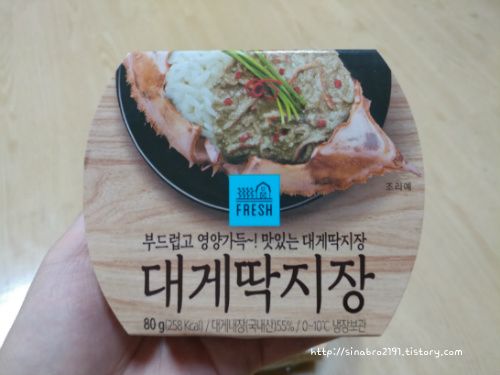 조리예
FRESH
부드럽고 영양가득~! 맛있는 대게딱지장
대게딱지장
80 g(258 Kcal) / 대게내장(국내산)55% / 0~10℃ 냉장보관
http://sinabro2191.tistory.com